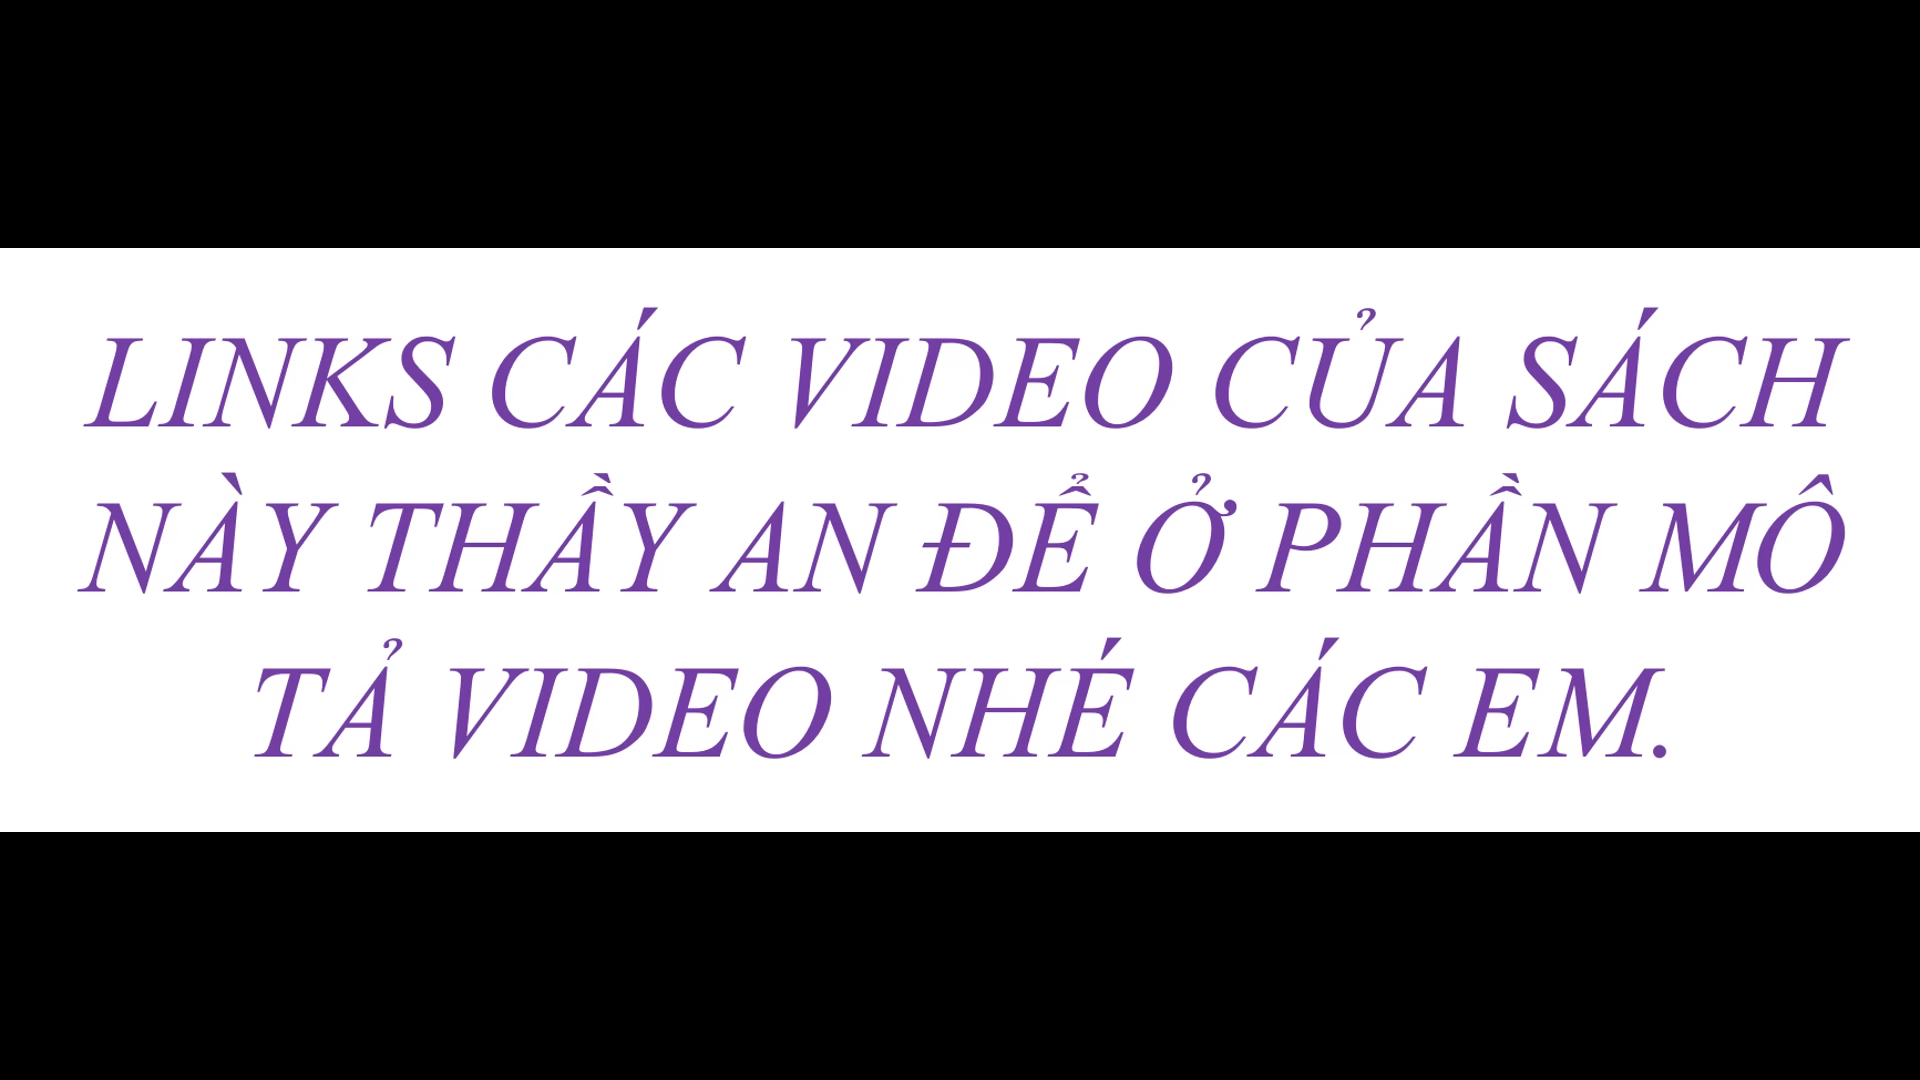 LINKS CÁC VIDEO CỦA SÁCH
NÀY THẦY AN ĐỂ Ở PHẦN MÔ
TẢ VIDEO NHÉ CÁC EM.